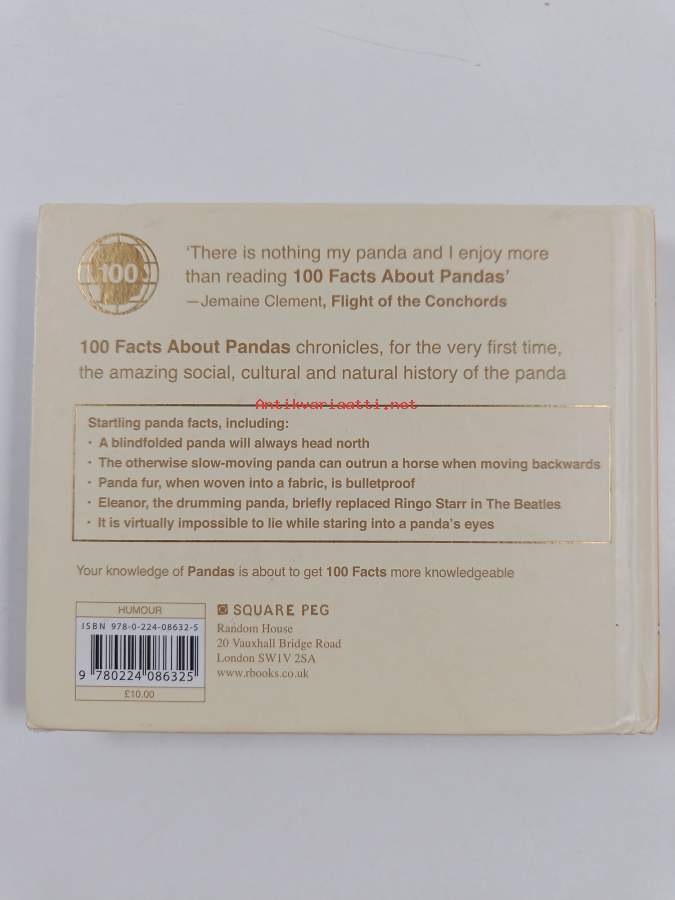 100
‘There is nothing my panda and I enjoy more
than reading 100 Facts About Pandas’
—Jemaine Clement, Flight of the Conchords
100 Facts About Pandas chronicles, for the very first time,
the amazing social, cultural and natural history of the panda
Antikvariaatti.net
Startling panda facts, including:
• A blindfolded panda will always head north
• The otherwise slow-moving panda can outrun a horse when moving backwards
• Panda fur, when woven into a fabric, is bulletproof
• Eleanor, the drumming panda, briefly replaced Ringo Starr in The Beatles
• It is virtually impossible to lie while staring into a panda’s eyes
Your knowledge of Pandas is about to get 100 Facts more knowledgeable
HUMOUR
ISBN 978-0-224-08632-5
9 780224 086325
£10.00
SQUARE PEG
Random House
20 Vauxhall Bridge Road
London SW1V 2SA
www.rbooks.co.uk